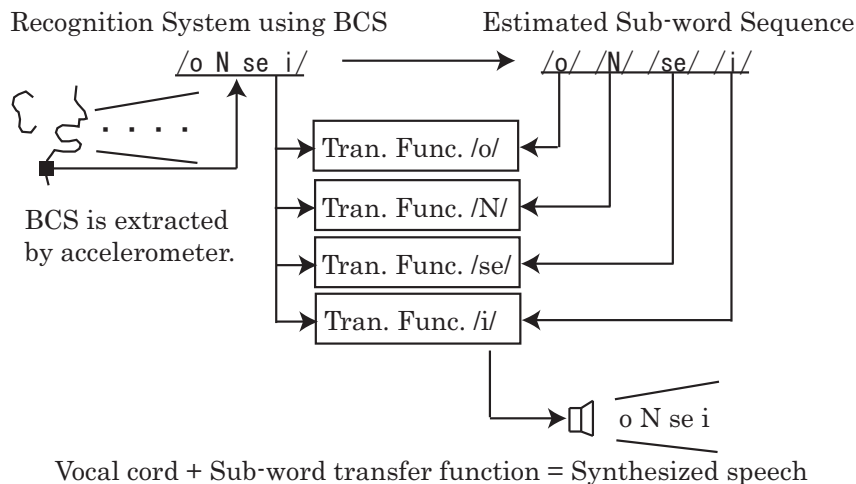 Recognition System using BCS
Estimated Sub-word Sequence
/o N se i/
/o/ /N/ /se/ /i/
Tran. Func. /o/
Tran. Func. /N/
Tran. Func. /se/
Tran. Func. /i/
BCS is extracted
by accelerometer.
o N se i
Vocal cord + Sub-word transfer function = Synthesized speech